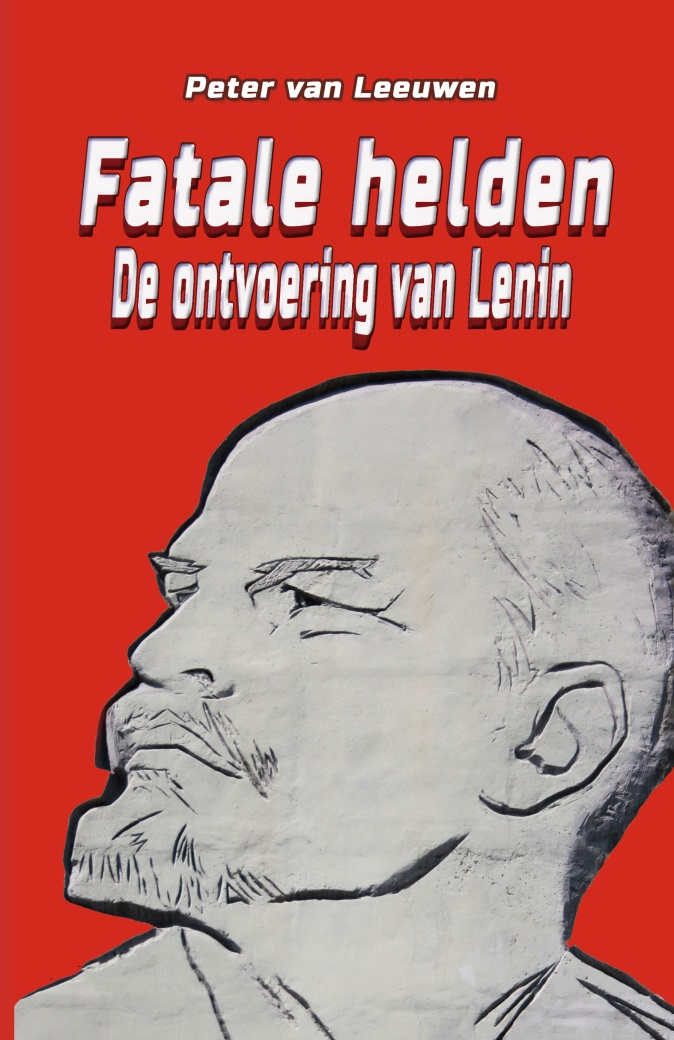 Peter van Leeuwen
Fatale helden
De ontvoering van Lenin